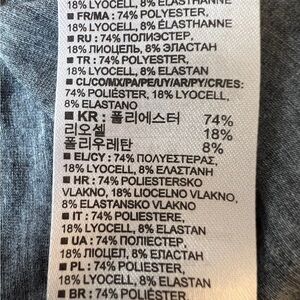 18% LYOCELL, 8% ELASTHANNE
■ FR/MA : 74% POLYESTER,
18% LYOCELL, 8% ELASTHANNE
■ RU : 74% ПОЛИЭСТЕР,
18% ЛИОЦЕЛЬ, 8% ЭЛАСТАН
■ TR : 74% POLYESTER,
18% LYOCELL, 8% ELASTAN
■ CL/CO/MX/PA/PE/UY/AR/PY/CR/ES:
74% POLIÉSTER, 18% LYOCELL,
8% ELASTANO
■ KR : 폴리에스터 74%
리오셀 18%
폴리우레탄 8%
■ EL/CY : 74% ΠΟΛΥΕΣΤΕΡΑΣ,
18% LYOCELL, 8% ΕΛΑΣΤΑΝΗ
■ HR : 74% POLIESTERSKO
VLAKNO, 18% LIOCELNO VLAKNO,
8% ELASTANSKO VLAKNO
■ IT : 74% POLIESTERE,
18% LYOCELL, 8% ELASTAN
■ UA : 74% ПОЛІЕСТЕР,
18% ЛІОЦЕЛ, 8% ЕЛАСТАН
■ PL : 74% POLIESTER,
18% LYOCELL, 8% ELASTAN
■ BR : 74% POLIÉSTER